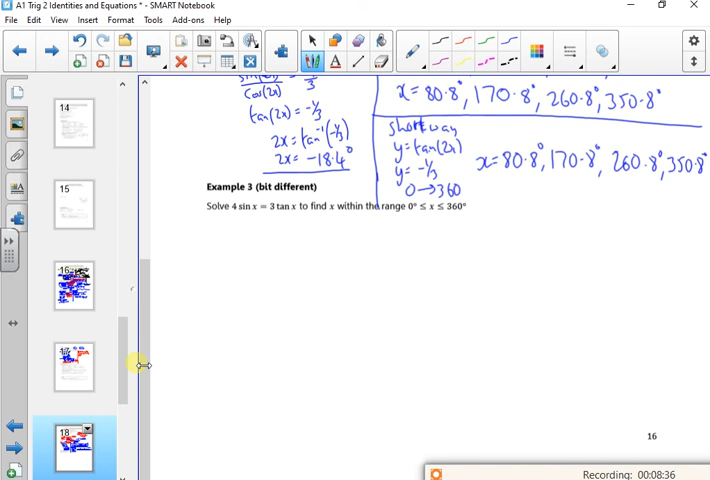 A1 Trig 2 Identities and Equations * - SMART Notebook
File Edit View Insert Format Tools Add-ons Help
14
15
16
17
18
cos(2x) 3
tan(2x) = -1/3
2x = tan⁻¹(-1/3)
2x = -18.4°
x = 80.8°, 170.8°, 260.8°, 350.8°
short way
y = tan(2x)
y = -1/3
0 → 360
x = 80.8°, 170.8°, 260.8°, 350.8°
Example 3 (bit different)
Solve 4 sin x = 3 tan x to find x within the range 0° ≤ x ≤ 360°
16
Recording: 00:08:36